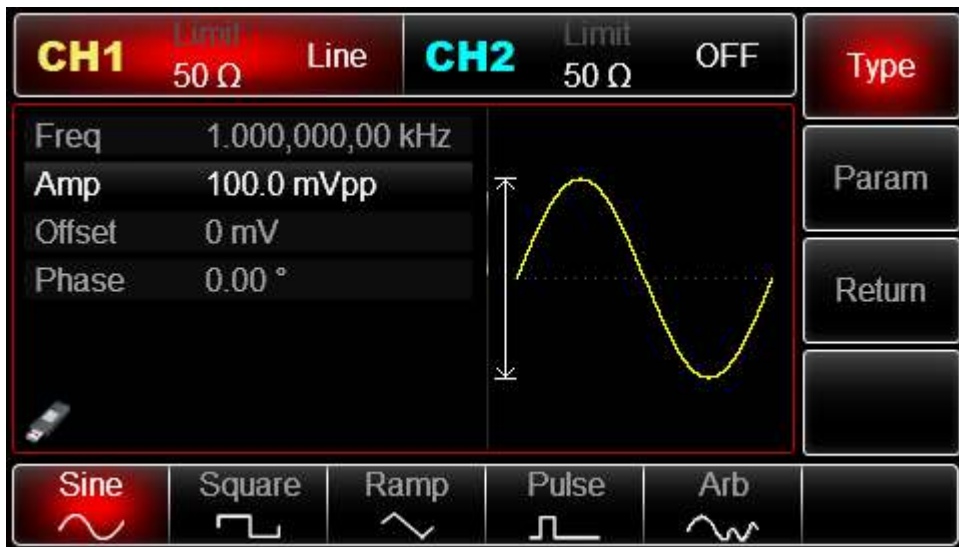 CH1 Limit 50 Ω Line CH2 Limit 50 Ω OFF Type
Freq 1.000,000,00 kHz
Amp 100.0 mVpp
Offset 0 mV
Phase 0.00 °
Param
Return
Sine Square Ramp Pulse Arb